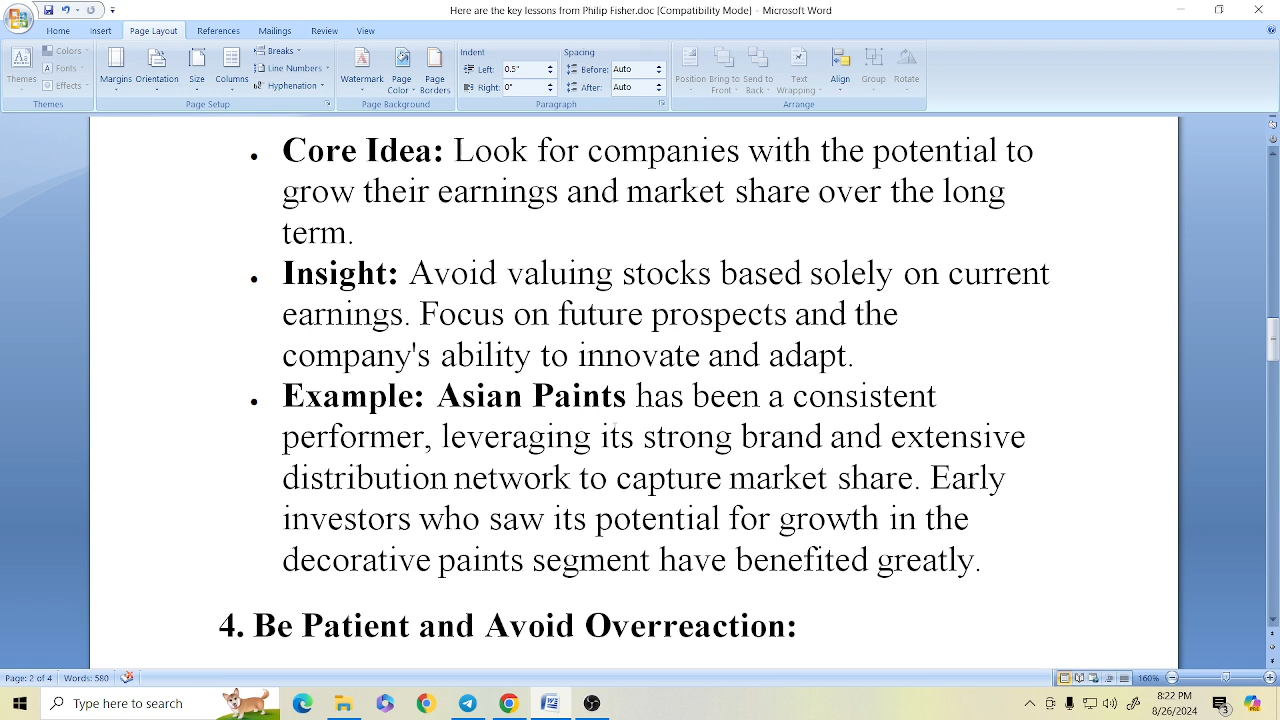 Here are the key lessons from Philip Fisher.doc [Compatibility Mode] - Microsoft Word
Home Insert Page Layout References Mailings Review View
Themes Colors Fonts Effects Themes
Margins Orientation Size Columns Breaks Line Numbers Hyphenation Page Setup
Watermark Page Color Page Borders Page Background
Indent Left: 0.5" Right: 0" Spacing Before: Auto After: Auto Paragraph
Position Bring to Front Send to Back Text Wrapping Align Group Rotate Arrange
• Core Idea: Look for companies with the potential to
grow their earnings and market share over the long
term.
• Insight: Avoid valuing stocks based solely on current
earnings. Focus on future prospects and the
company's ability to innovate and adapt.
• Example: Asian Paints has been a consistent
performer, leveraging its strong brand and extensive
distribution network to capture market share. Early
investors who saw its potential for growth in the
decorative paints segment have benefited greatly.
4. Be Patient and Avoid Overreaction:
Page: 2 of 4 Words: 580 160%
Type here to search
8:22 PM
8/26/2024